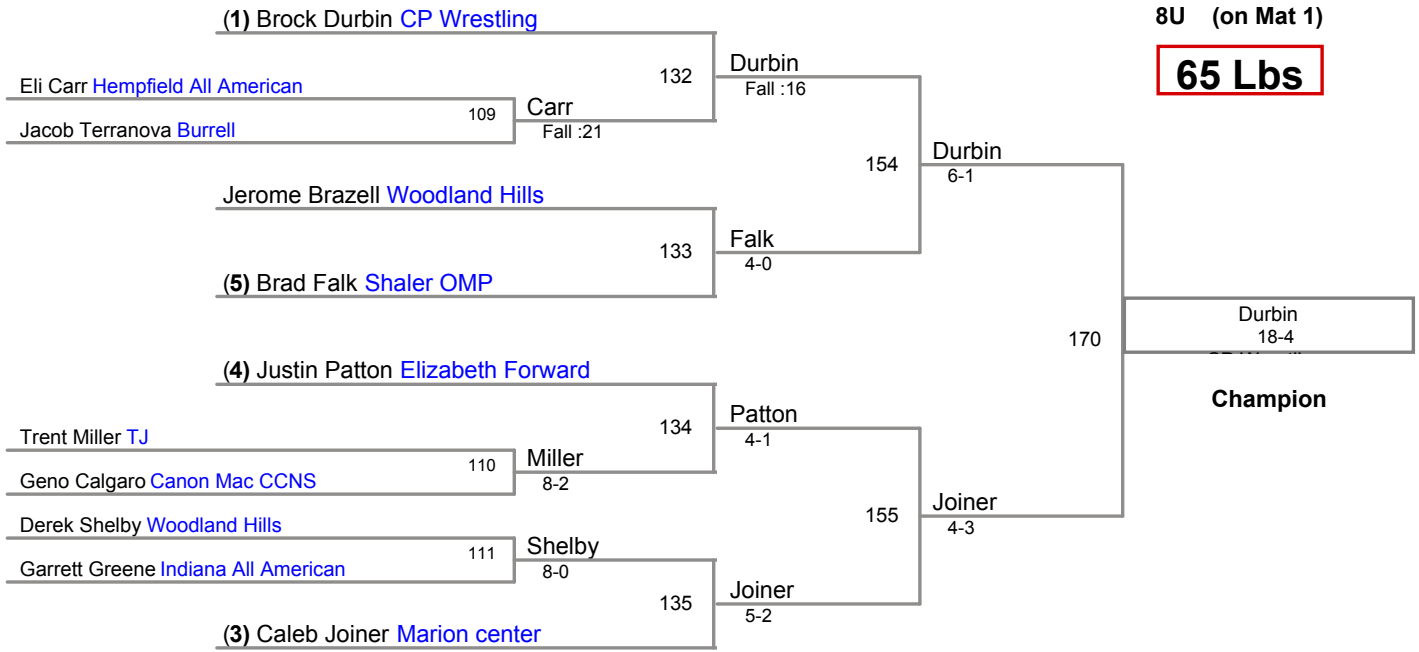 (1) Brock Durbin CP Wrestling
8U (on Mat 1)
65 Lbs
132
Durbin
Fall :16
Eli Carr Hempfield All American
109
Carr
Fall :21
Jacob Terranova Burrell
154
Durbin
6-1
Jerome Brazell Woodland Hills
133
Falk
4-0
(5) Brad Falk Shaler OMP
170
Durbin
18-4
Champion
(4) Justin Patton Elizabeth Forward
134
Patton
4-1
Trent Miller TJ
110
Miller
8-2
Geno Calgaro Canon Mac CCNS
155
Joiner
4-3
Derek Shelby Woodland Hills
111
Shelby
8-0
Garrett Greene Indiana All American
135
Joiner
5-2
(3) Caleb Joiner Marion center